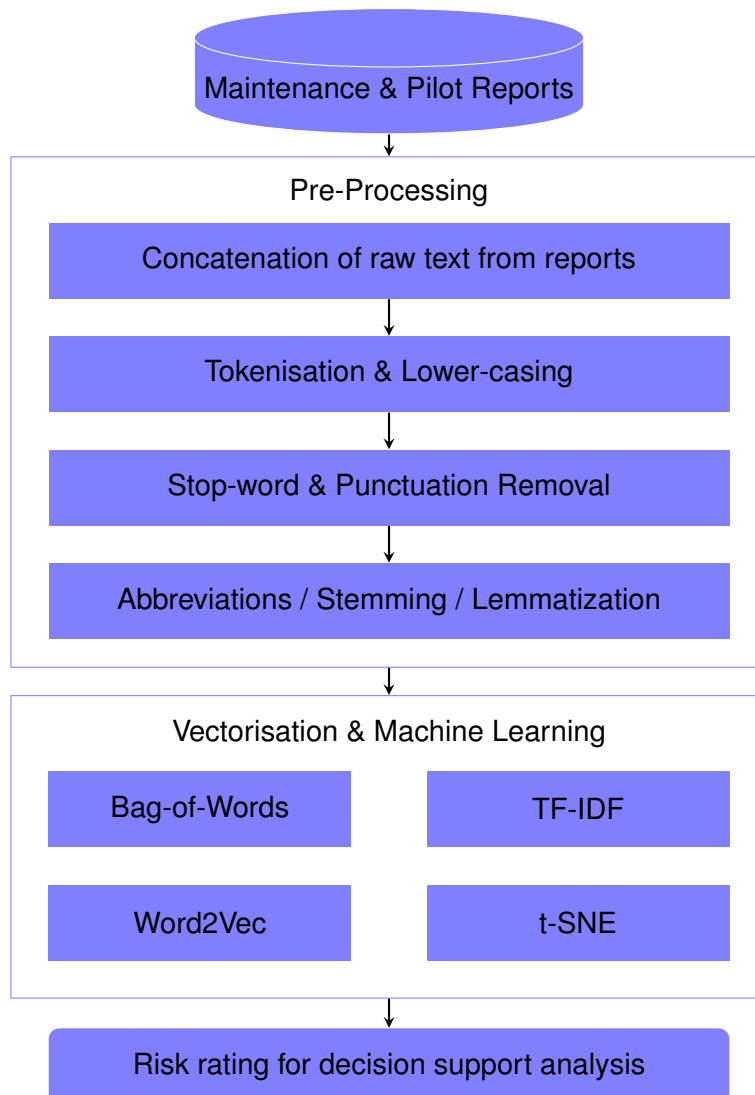 Maintenance & Pilot Reports
Pre-Processing
Concatenation of raw text from reports
Tokenisation & Lower-casing
Stop-word & Punctuation Removal
Abbreviations / Stemming / Lemmatization
Vectorisation & Machine Learning
Bag-of-Words
TF-IDF
Word2Vec
t-SNE
Risk rating for decision support analysis